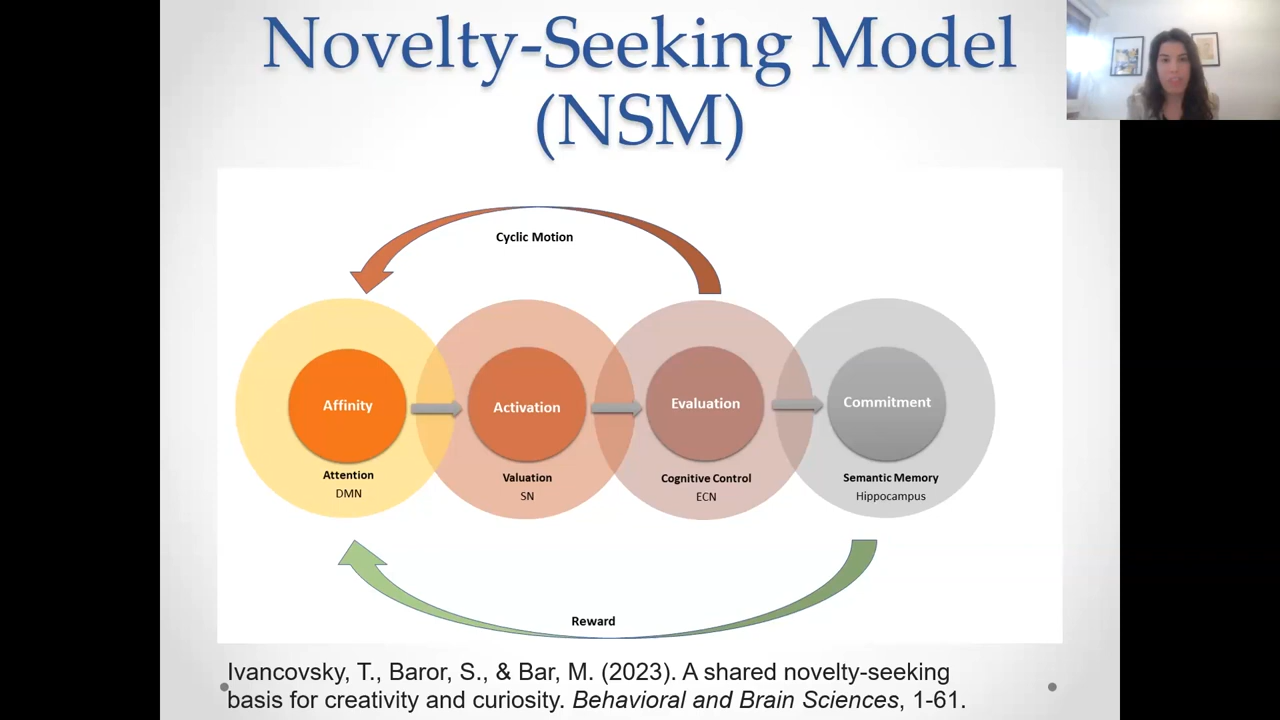 Novelty-Seeking Model
(NSM)
Cyclic Motion
Affinity
Activation
Evaluation
Commitment
Attention
DMN
Valuation
SN
Cognitive Control
ECN
Semantic Memory
Hippocampus
Reward
Ivancovsky, T., Baror, S., & Bar, M. (2023). A shared novelty-seeking
basis for creativity and curiosity. Behavioral and Brain Sciences, 1-61.